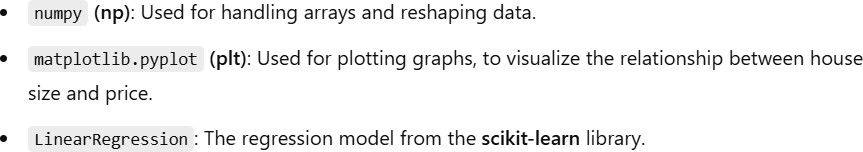 • numpy (np): Used for handling arrays and reshaping data.
• matplotlib.pyplot (plt): Used for plotting graphs, to visualize the relationship between house
size and price.
• LinearRegression: The regression model from the scikit-learn library.